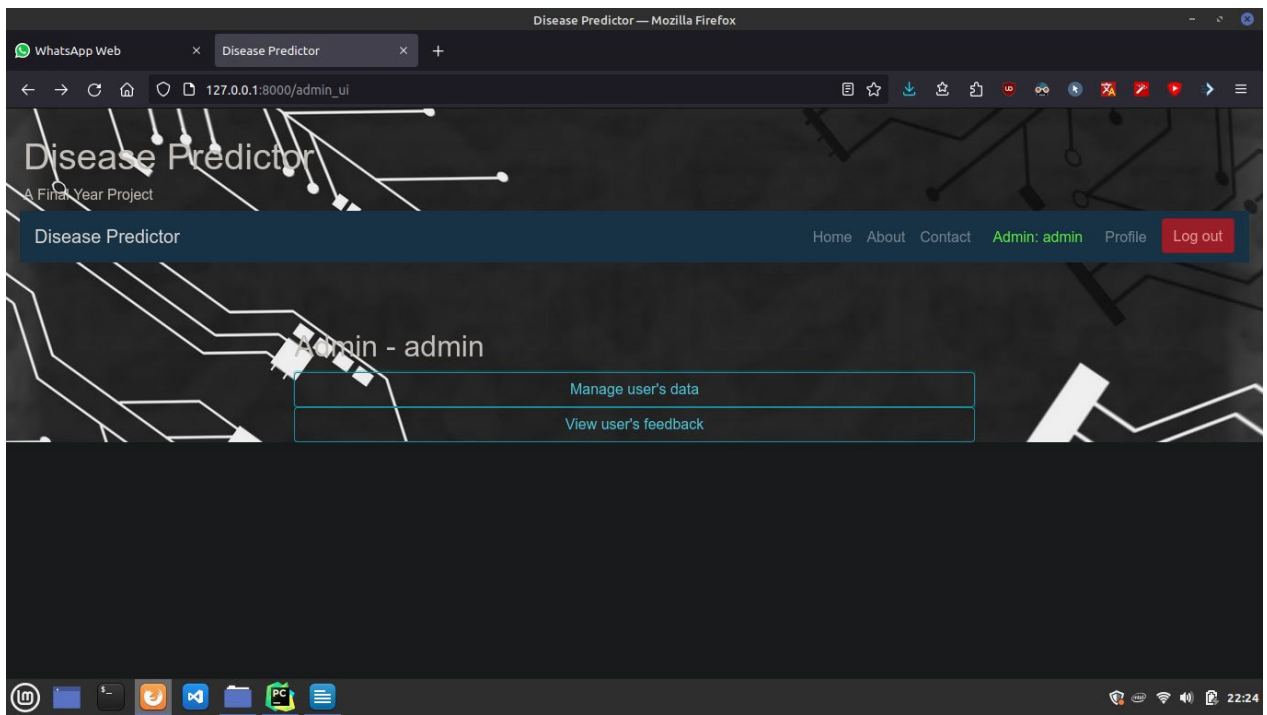 Disease Predictor — Mozilla Firefox
WhatsApp Web
Disease Predictor
127.0.0.1:8000/admin_ui
Disease Predictor
A Final Year Project
Disease Predictor
Home About Contact Admin: admin Profile Log out
Admin - admin
Manage user's data
View user's feedback
22:24